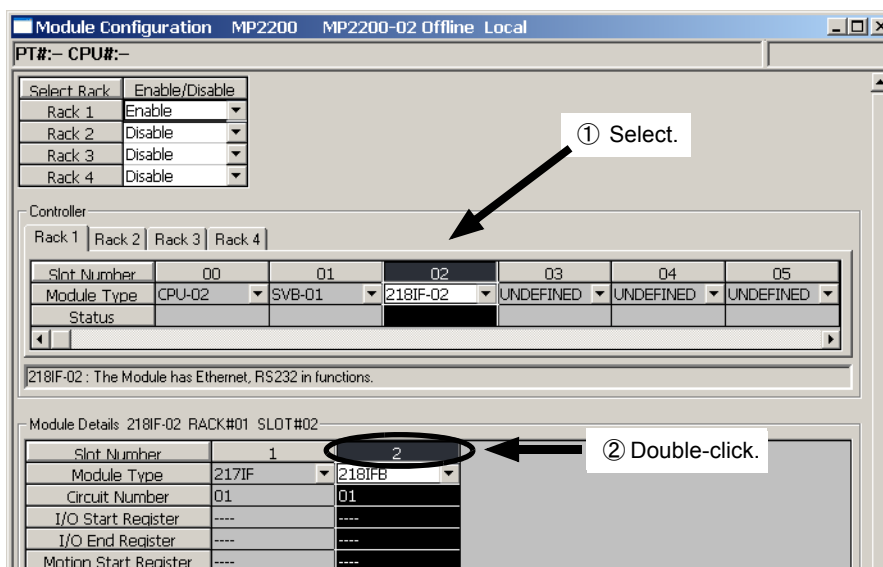 Module Configuration MP2200 MP2200-02 Offline Local
PT#:– CPU#:–
Select Rack Enable/Disable
Rack 1 Enable
Rack 2 Disable
Rack 3 Disable
Rack 4 Disable
① Select.
Controller
Rack 1 Rack 2 Rack 3 Rack 4
Slot Number 00 01 02 03 04 05
Module Type CPU-02 SVB-01 218IF-02 UNDEFINED UNDEFINED UNDEFINED
Status
218IF-02 : The Module has Ethernet, RS232 in functions.
Module Details 218IF-02 RACK#01 SLOT#02
② Double-click.
Slot Number 1 2
Module Type 217IF 218IFB
Circuit Number 01 01
I/O Start Register ---- ----
I/O End Register ---- ----
Motion Start Register ---- ----